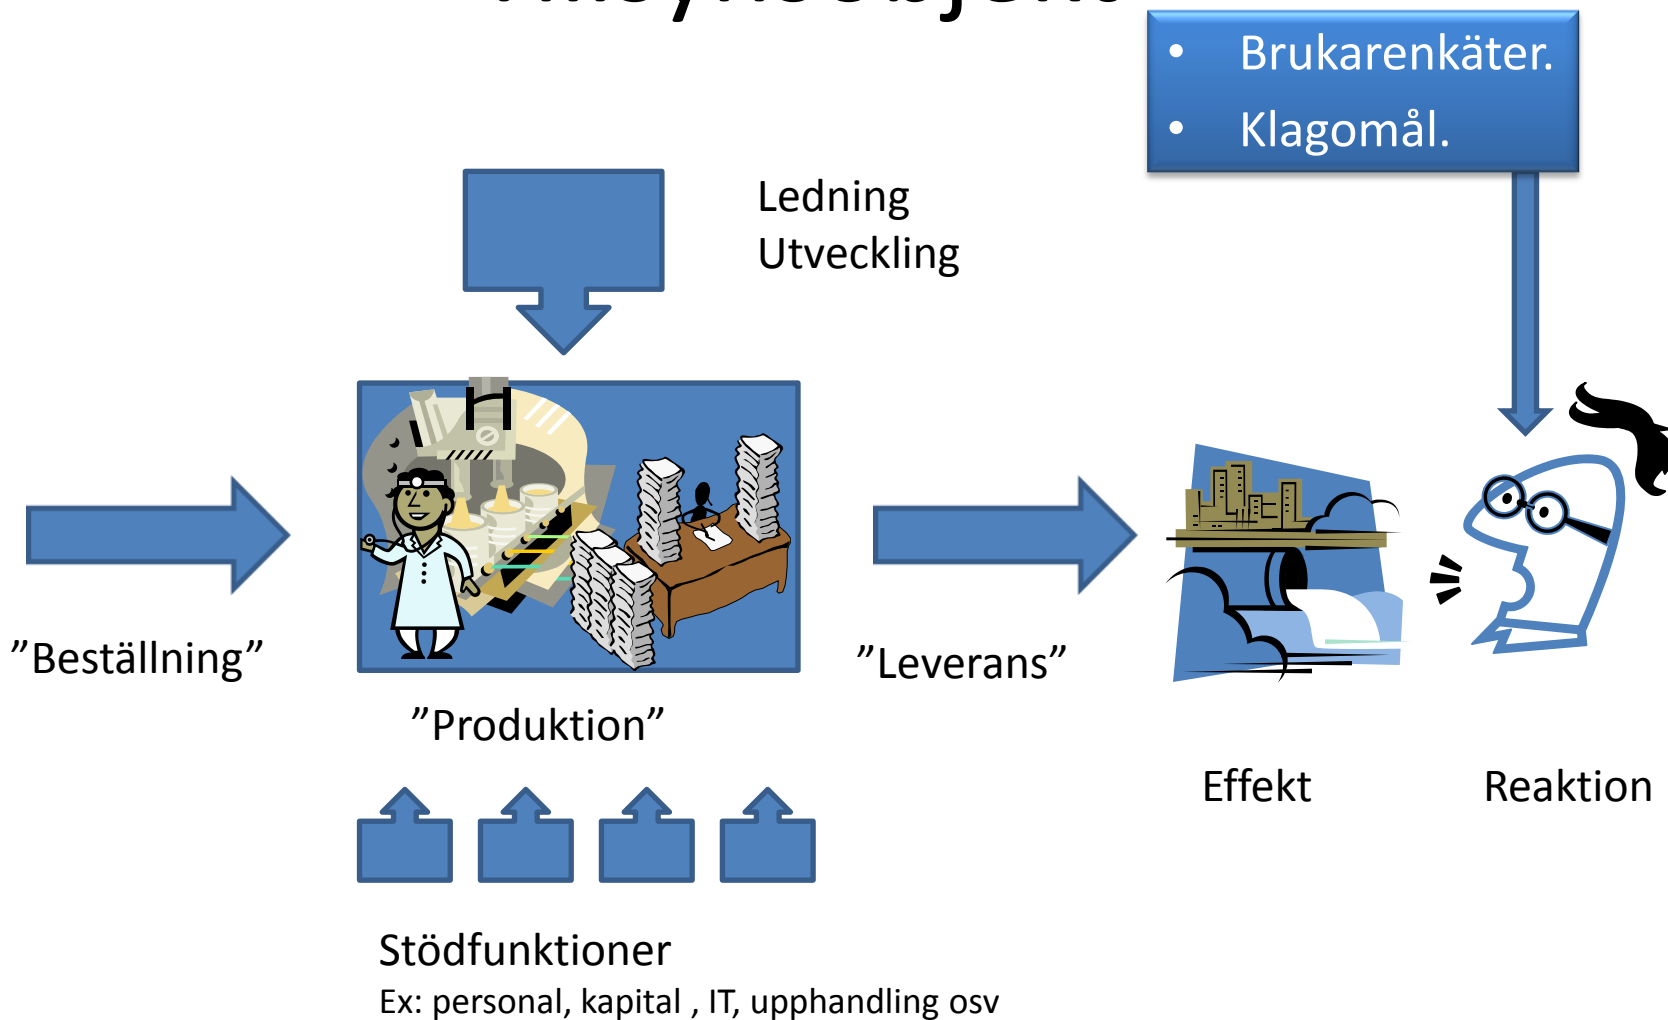 • Brukarenkäter.
• Klagomål.
Ledning
Utveckling
”Beställning”
”Produktion”
”Leverans”
Effekt
Reaktion
Stödfunktioner
Ex: personal, kapital , IT, upphandling osv